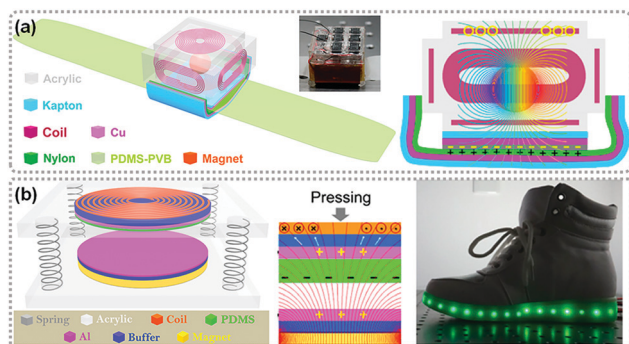 (a)
Acrylic
Kapton
Coil Cu
Nylon PDMS-PVB Magnet
(b)
Pressing
Spring Acrylic Coil PDMS
Al Buffer Magnet